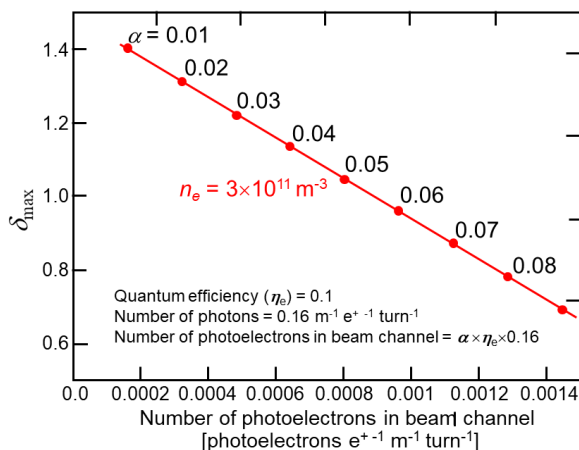 1.4
1.2
1.0
0.8
0.6
δmax
α = 0.01
0.02
0.03
0.04
0.05
0.06
0.07
0.08
nₑ = 3×10¹¹ m⁻³
Quantum efficiency (ηₑ) = 0.1
Number of photons = 0.16 m⁻¹ e⁺ ⁻¹ turn⁻¹
Number of photoelectrons in beam channel = α×ηₑ×0.16
0.0 0.0002 0.0004 0.0006 0.0008 0.001 0.0012 0.0014
Number of photoelectrons in beam channel
[photoelectrons e⁺ ⁻¹ m⁻¹ turn⁻¹]